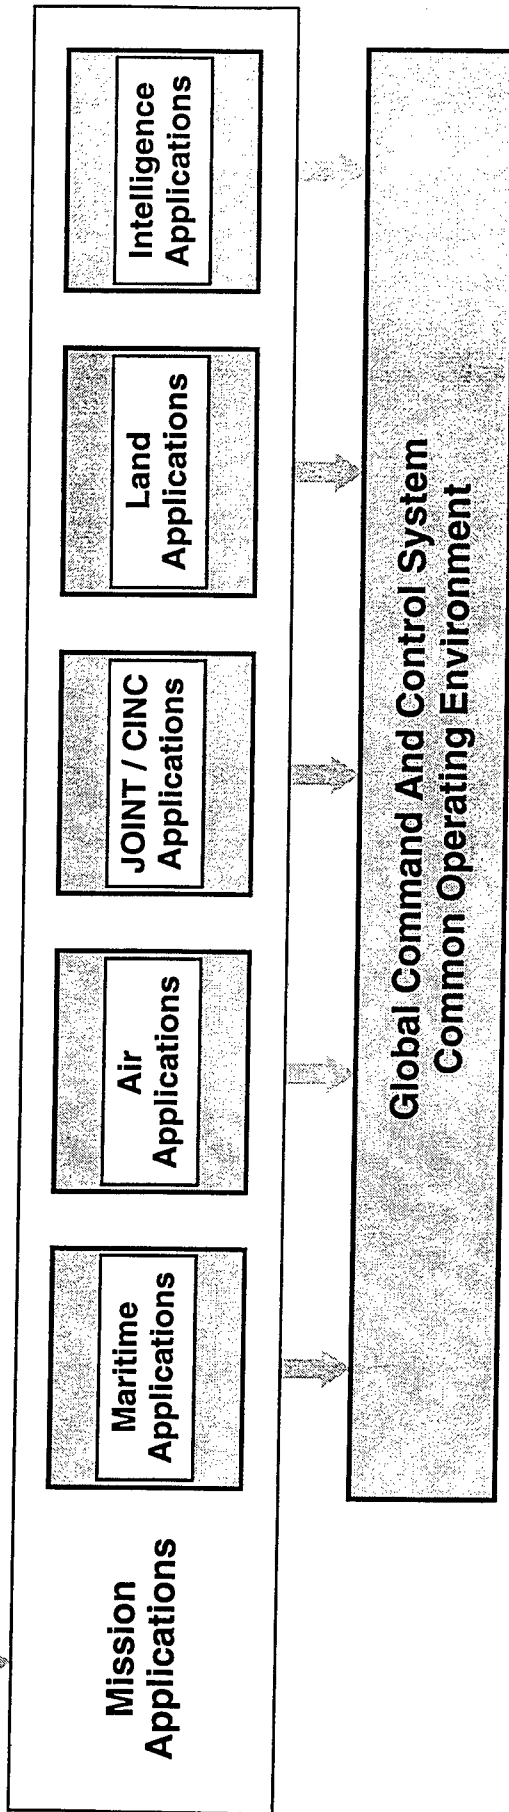 Mission
Applications
Maritime
Applications
Air
Applications
JOINT / CINC
Applications
Land
Applications
Intelligence
Applications
Global Command And Control System
Common Operating Environment